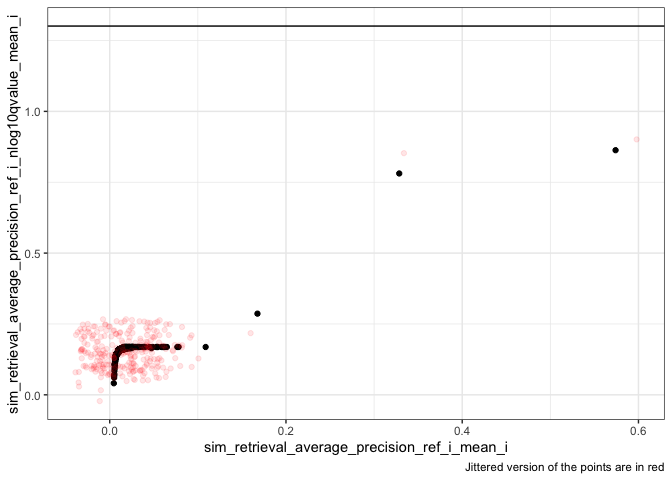 sim_retrieval_average_precision_ref_i_nlog10qvalue_mean_i
1.0
0.5
0.0
0.0
0.2
0.4
0.6
sim_retrieval_average_precision_ref_i_mean_i
Jittered version of the points are in red